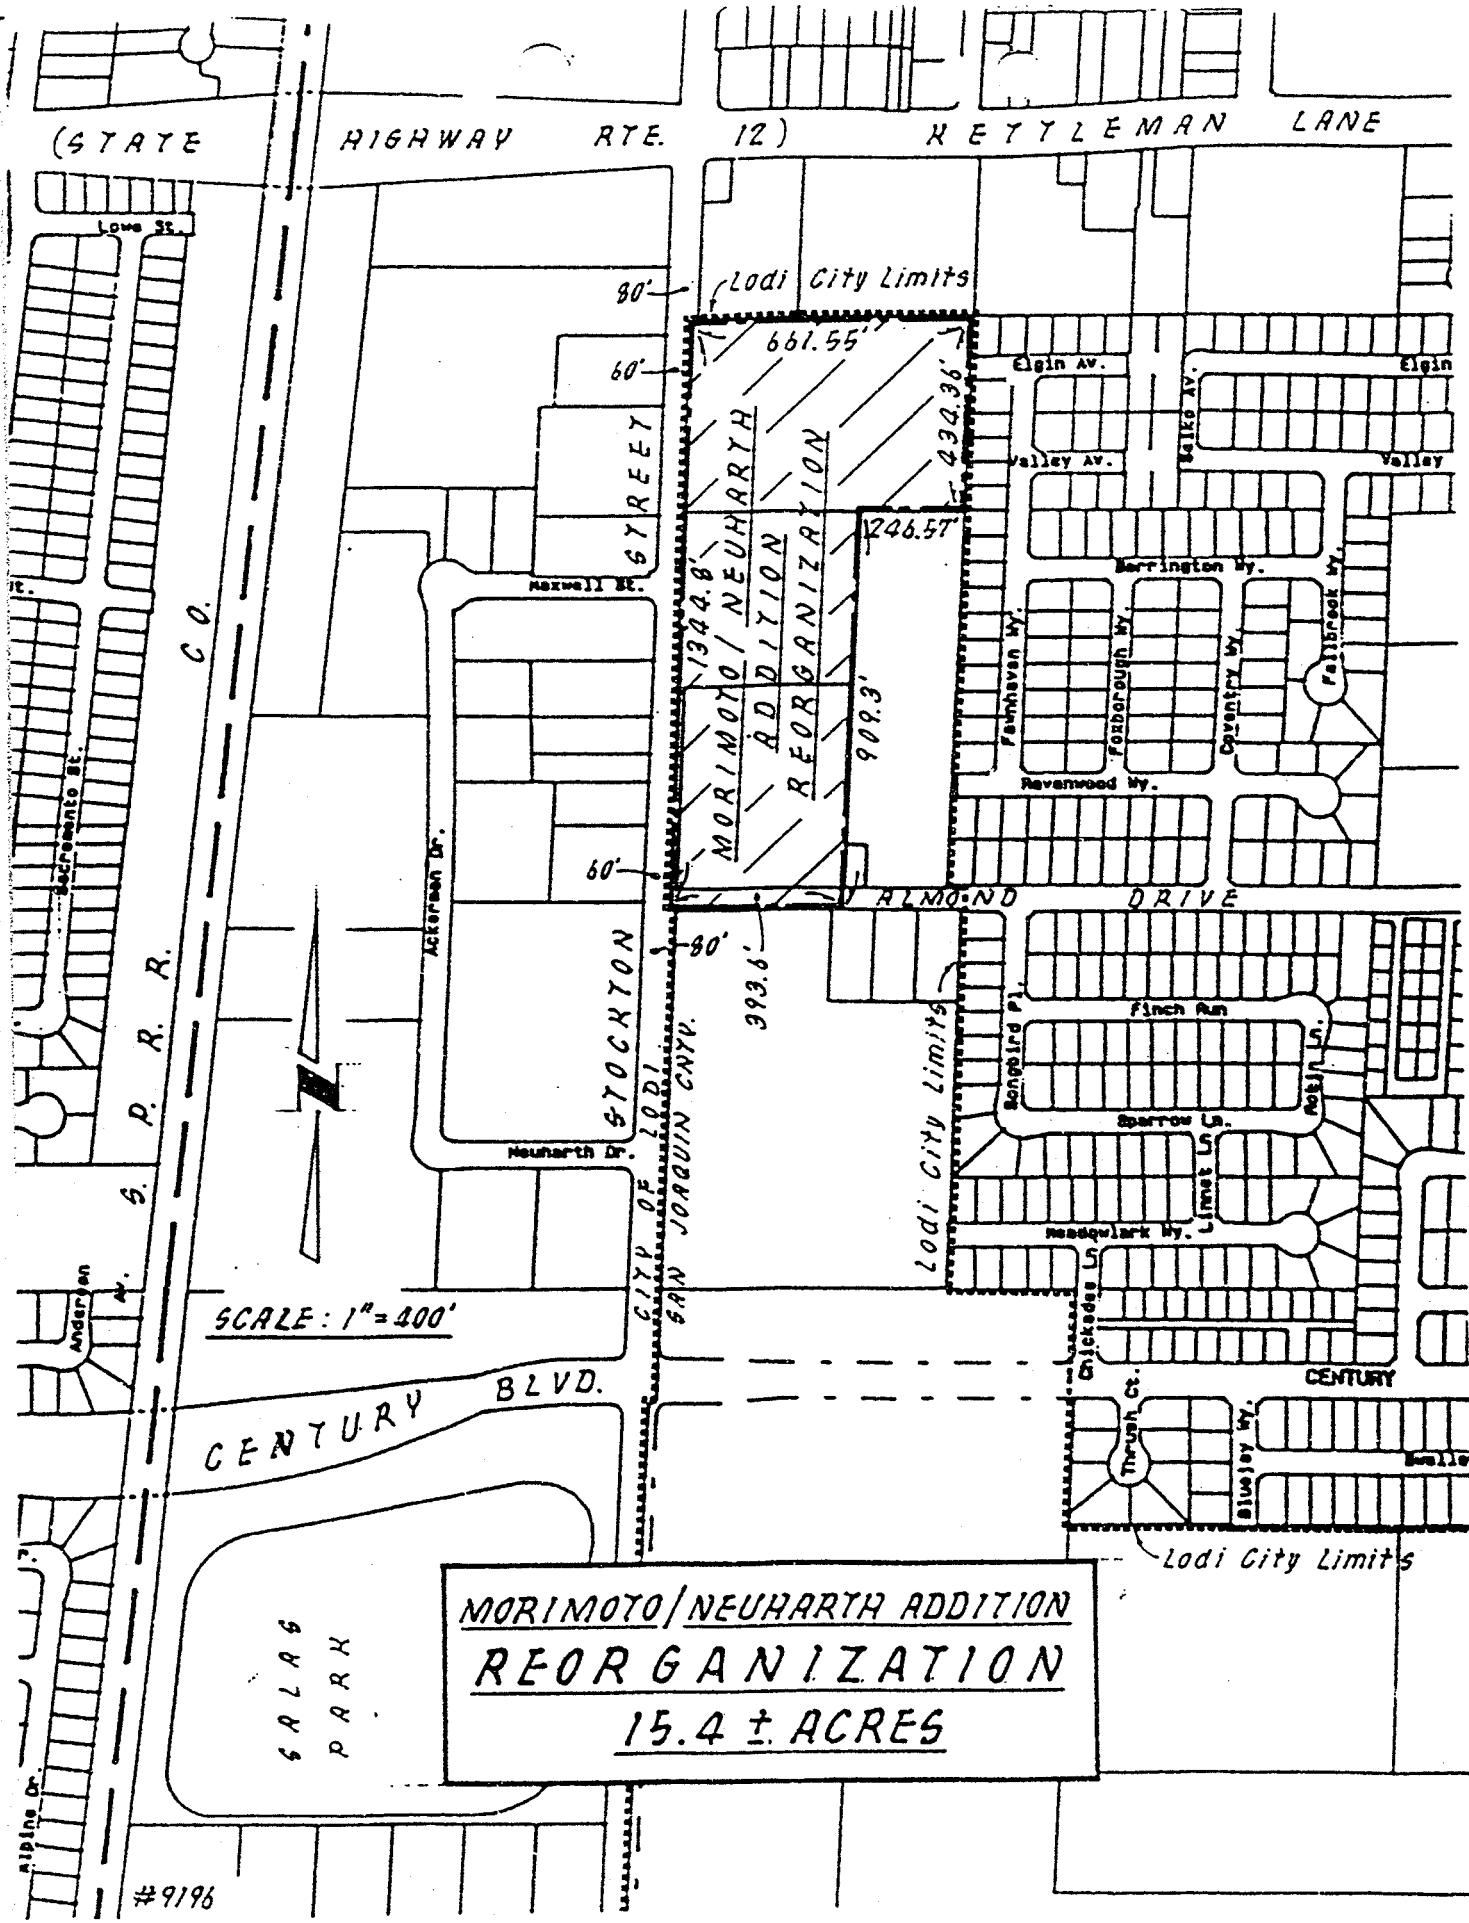 (STATE HIGHWAY RTE. 12) KETTLEMAN LANE
Lowe St.
80'
Lodi City Limits
661.55'
60'
Elgin Av.
Elgin
434.36'
STREET
Valley Av.
Valley
246.57'
Maxwell St.
Barrington Wy.
1344.8'
MORIMOTO/NEUHARTH
ADDITION
REORGANIZATION
Fawnhaven Wy.
Foxborough Wy.
Coventry Wy.
Fallbrook Wy.
909.3'
S. P. R. R. CO.
Sacramento St.
Ravenwood Wy.
Ackerman Dr.
60'
ALMOND DRIVE
80'
393.6'
STOCKTON
Lodi City Limits
Songbird Pl.
Finch Run
Robin Ln.
Sparrow Ln.
Neuharth Dr.
Linnet Ln
Meadowlark Wy.
CITY OF LODI
SAN JOAQUIN CNTY.
Anderson
Av.
SCALE: 1"=400'
Chickadee Ln
CENTURY BLVD.
CENTURY
Thrush Ct.
Bluejay Wy.
Lodi City Limits
SALAS
PARK
MORIMOTO/NEUHARTH ADDITION
REORGANIZATION
15.4 ± ACRES
Alpine Dr.
#9196